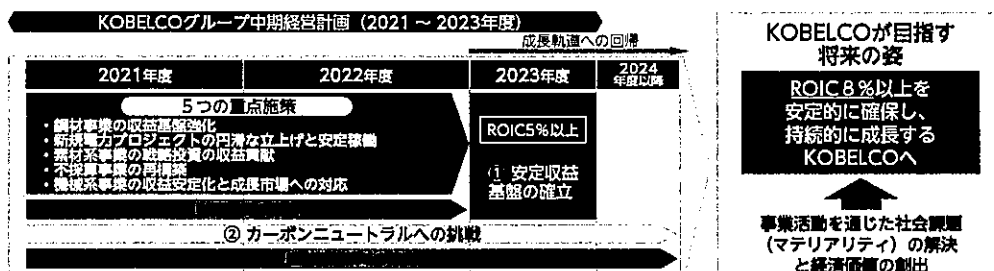 KOBELCOグループ中期経営計画（2021～2023年度）
成長軌道への回帰
2021年度
2022年度
2023年度
2024
年度以降
5つの重点施策
・鋼材事業の収益基盤強化
・新規電力プロジェクトの円滑な立上げと安定稼働
・素材系事業の戦略投資の収益貢献
・不採算事業の再構築
・機械系事業の収益安定化と成長市場への対応
ROIC5%以上
① 安定収益
基盤の確立
② カーボンニュートラルへの挑戦
KOBELCOが目指す
将来の姿
ROIC８%以上を
安定的に確保し、
持続的に成長する
KOBELCOへ
事業活動を通じた社会課題
（マテリアリティ）の解決
と経済価値の創出